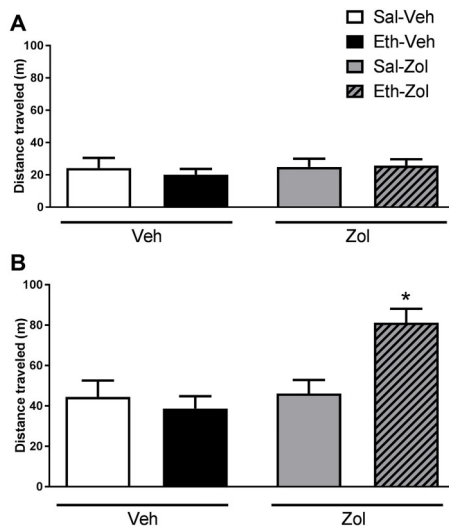 A
Sal-Veh
Eth-Veh
Sal-Zol
Eth-Zol
Distance traveled (m)
100
80
60
40
20
0
Veh
Zol
B
Distance traveled (m)
100
80
60
40
20
0
*
Veh
Zol